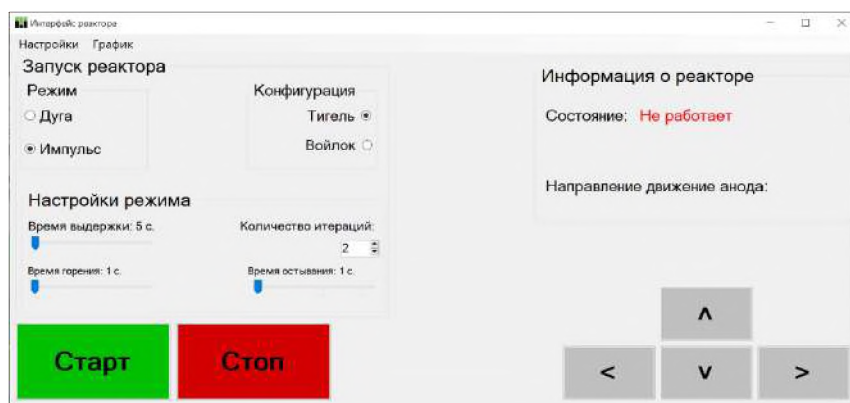 Интерфейс реактора
Настройки График
Запуск реактора
Режим
Дуга
Импульс
Конфигурация
Тигель
Войлок
Настройки режима
Время выдержки: 5 с.
Количество итераций:
2
Время горения: 1 с.
Время остывания: 1 с.
Старт
Стоп
Информация о реакторе
Состояние: Не работает
Направление движение анода:
^
< v >